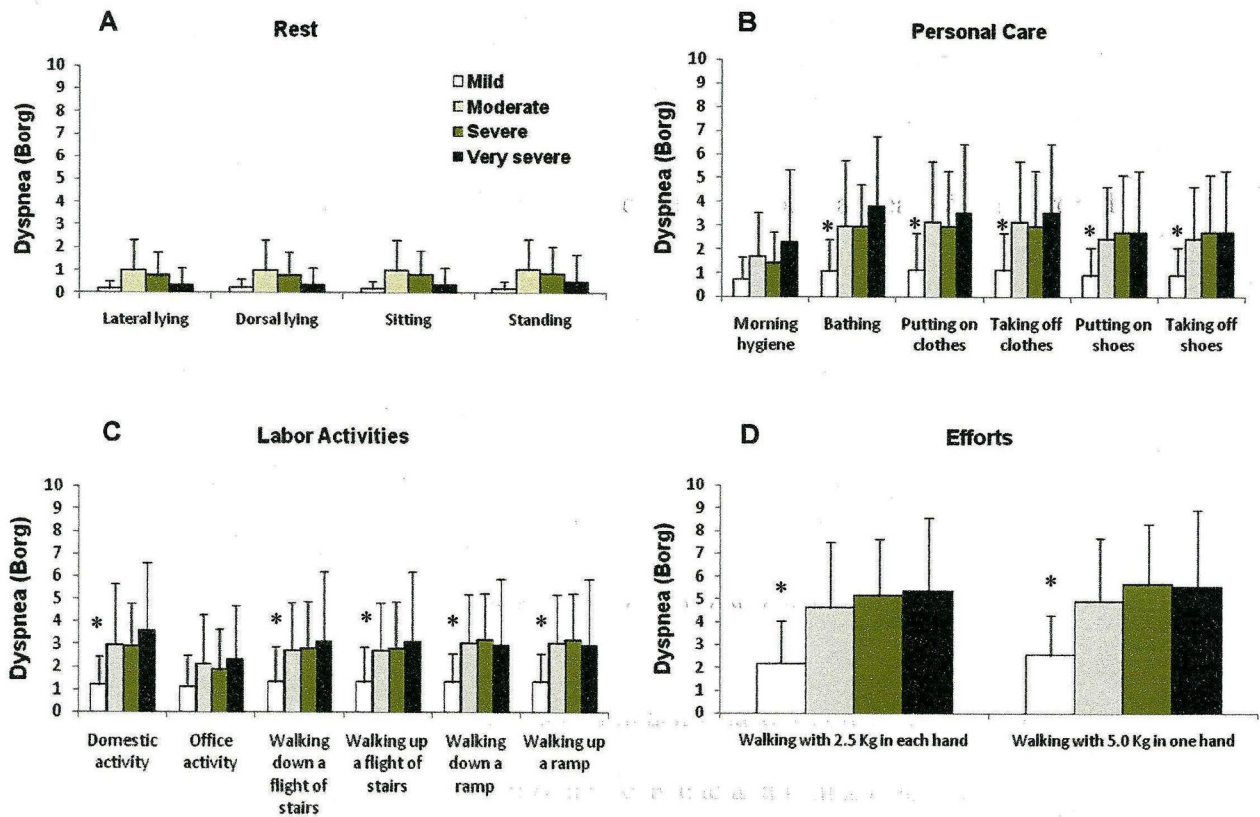 A
Rest
Dyspnea (Borg)
10
9
8
7
6
5
4
3
2
1
0
Mild
Moderate
Severe
Very severe
Lateral lying
Dorsal lying
Sitting
Standing
B
Personal Care
Dyspnea (Borg)
10
9
8
7
6
5
4
3
2
1
0
*
*
*
*
*
Morning
hygiene
Bathing
Putting on
clothes
Taking off
clothes
Putting on
shoes
Taking off
shoes
C
Labor Activities
Dyspnea (Borg)
10
9
8
7
6
5
4
3
2
1
0
*
*
*
*
*
Domestic
activity
Office
activity
Walking
down a
flight of
stairs
Walking up
a flight of
stairs
Walking
down a
ramp
Walking up
a ramp
D
Efforts
Dyspnea (Borg)
10
9
8
7
6
5
4
3
2
1
0
*
*
Walking with 2.5 Kg in each hand
Walking with 5.0 Kg in one hand